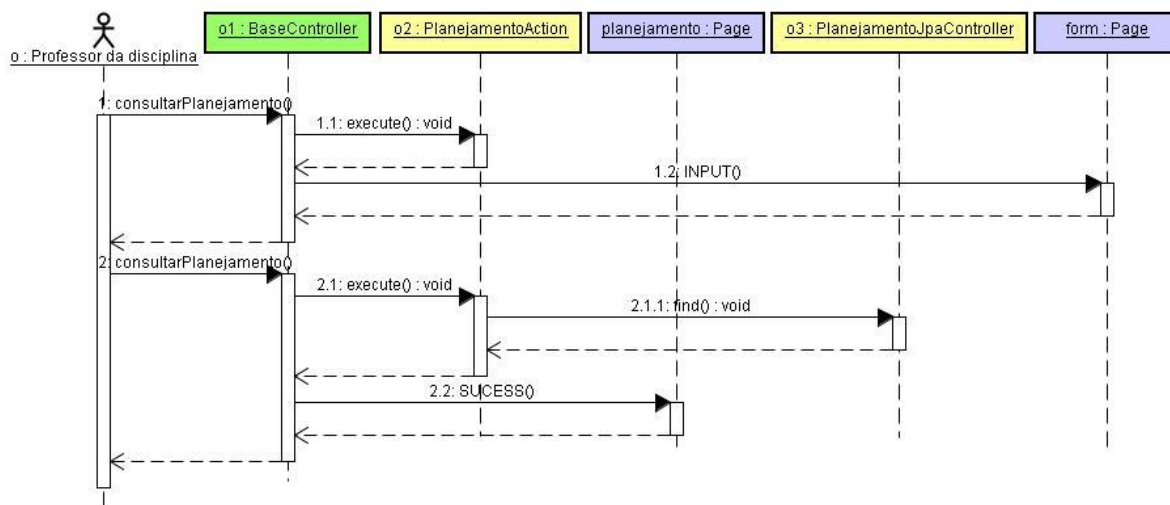 o : Professor da disciplina
o1 : BaseController
o2 : PlanejamentoAction
planejamento : Page
o3 : PlanejamentoJpaController
form : Page
1: consultarPlanejamento()
1.1: execute() : void
1.2: INPUT()
2: consultarPlanejamento()
2.1: execute() : void
2.1.1: find() : void
2.2: SUCESS()